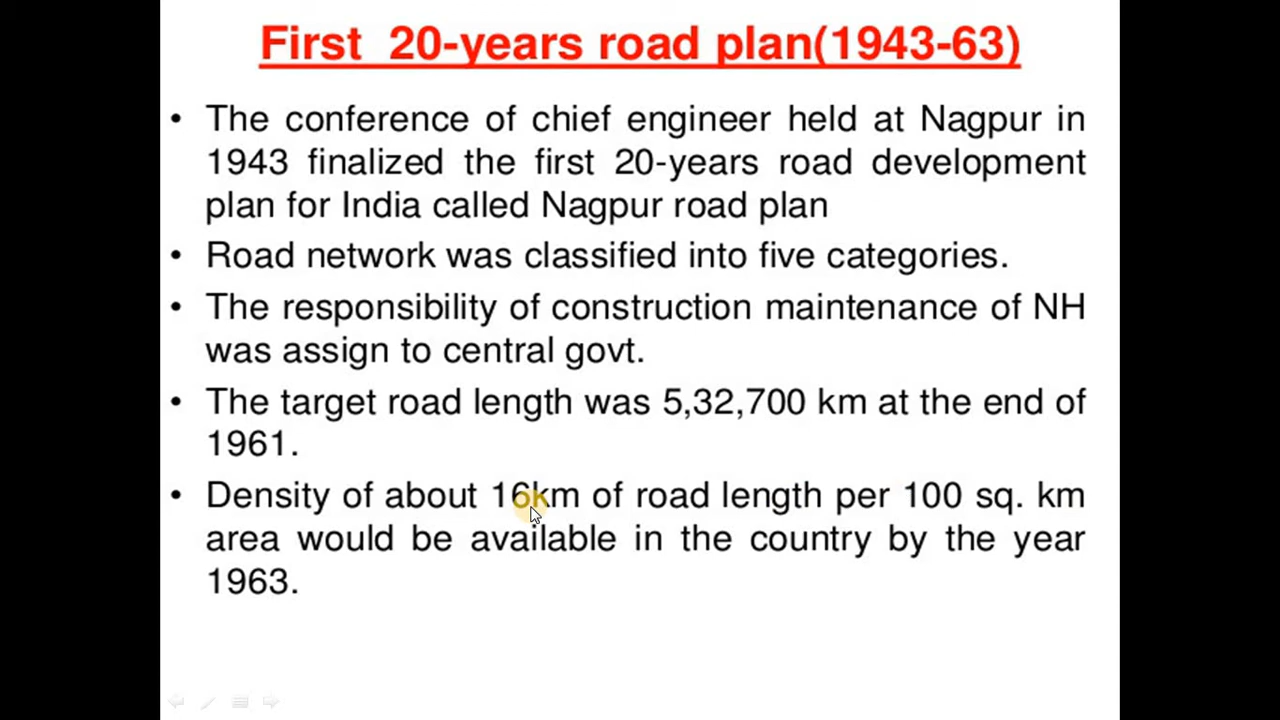 First 20-years road plan(1943-63)
• The conference of chief engineer held at Nagpur in
1943 finalized the first 20-years road development
plan for India called Nagpur road plan
• Road network was classified into five categories.
• The responsibility of construction maintenance of NH
was assign to central govt.
• The target road length was 5,32,700 km at the end of
1961.
• Density of about 16km of road length per 100 sq. km
area would be available in the country by the year
1963.